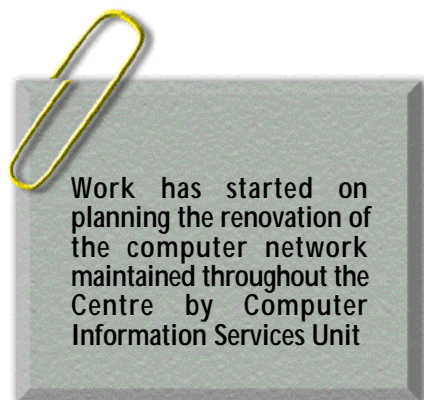 Work has started on
planning the renovation of
the computer network
maintained throughout the
Centre by Computer
Information Services Unit